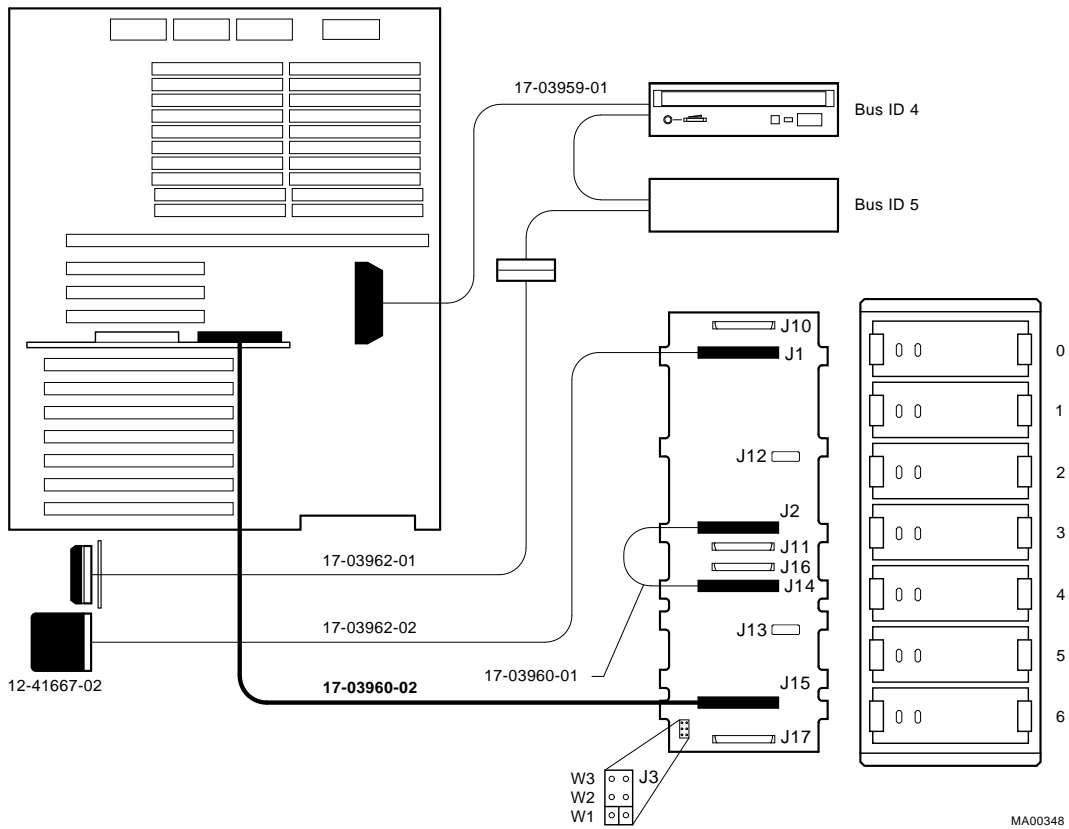 17-03959-01
Bus ID 4
Bus ID 5
J10
J1
0
1
J12
2
J2
3
J11
J16
17-03962-01
J14
4
17-03962-02
J13
5
17-03960-01
12-41667-02
17-03960-02
J15
6
J17
W3 J3
W2
W1
MA00348